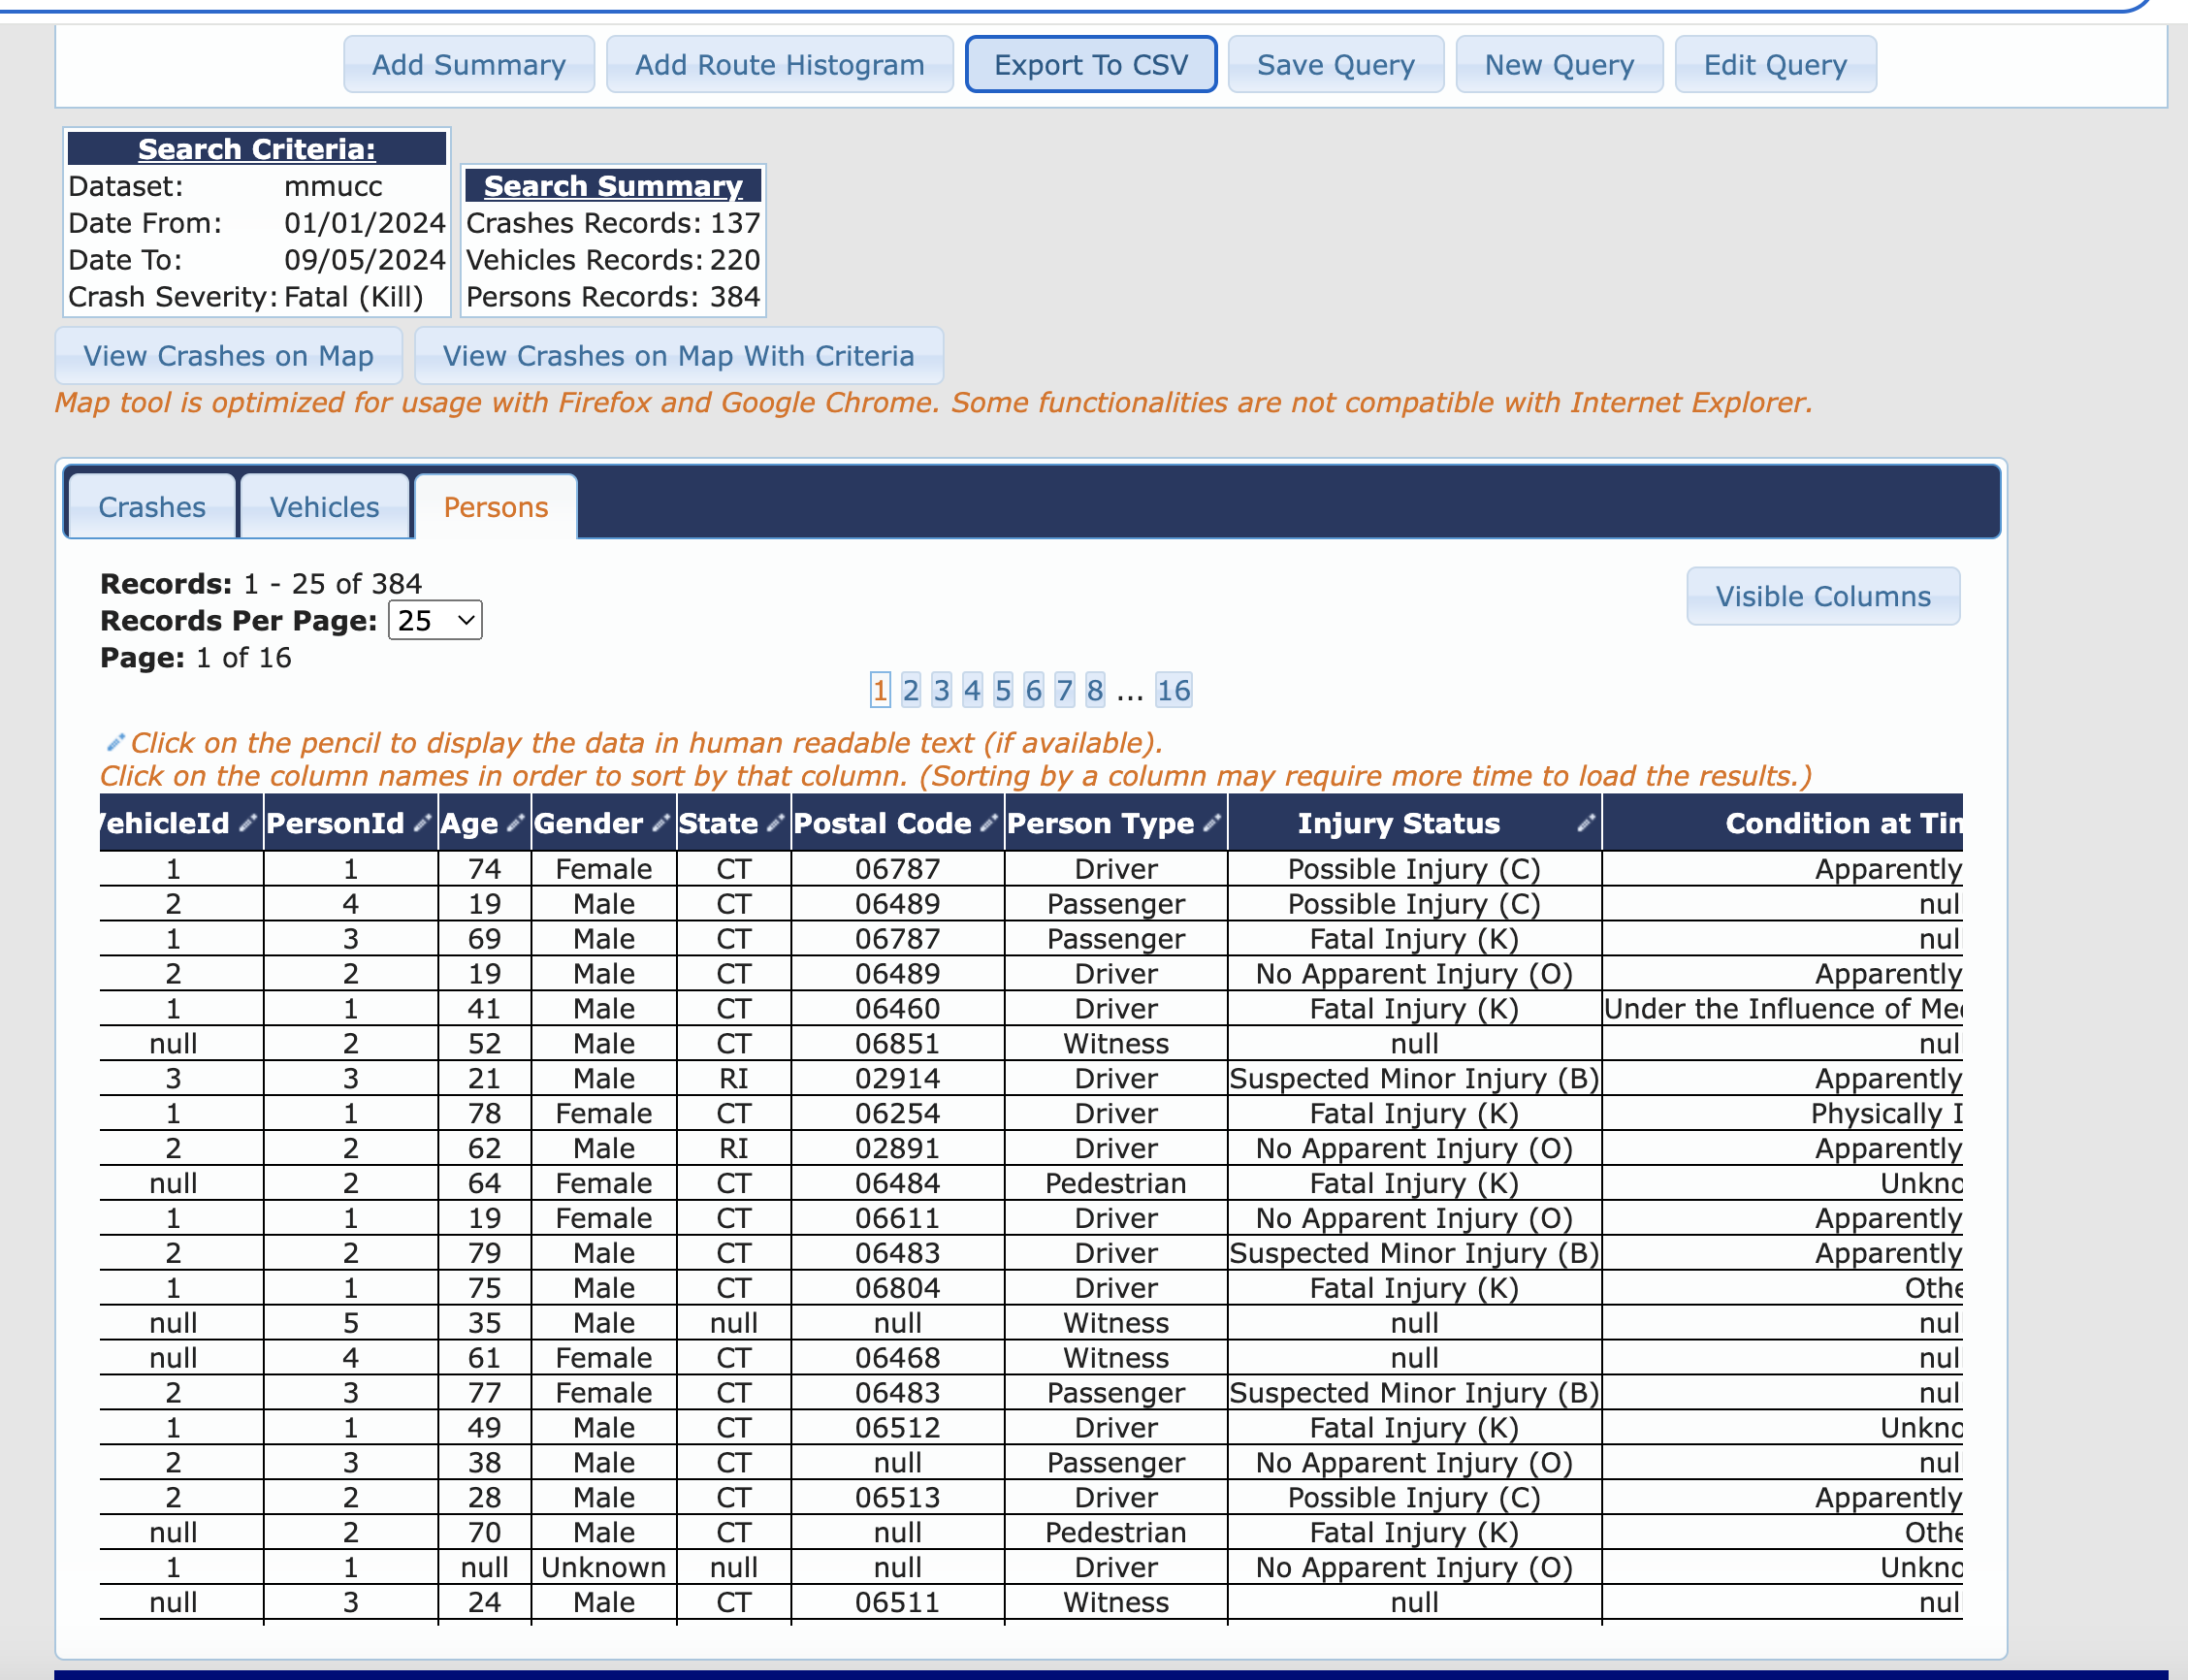 Add Summary Add Route Histogram Export To CSV Save Query New Query Edit Query
Search Criteria:
Dataset: mmucc
Date From: 01/01/2024
Date To: 09/05/2024
Crash Severity: Fatal (Kill)
Search Summary
Crashes Records: 137
Vehicles Records: 220
Persons Records: 384
View Crashes on Map View Crashes on Map With Criteria
Map tool is optimized for usage with Firefox and Google Chrome. Some functionalities are not compatible with Internet Explorer.
Crashes Vehicles Persons
Records: 1 - 25 of 384
Visible Columns
Records Per Page: 25
Page: 1 of 16
1 2 3 4 5 6 7 8 ... 16
Click on the pencil to display the data in human readable text (if available).
Click on the column names in order to sort by that column. (Sorting by a column may require more time to load the results.)
ehicleId PersonId Age Gender State Postal Code Person Type Injury Status Condition at Tim
1 1 74 Female CT 06787 Driver Possible Injury (C) Apparently
2 4 19 Male CT 06489 Passenger Possible Injury (C) null
1 3 69 Male CT 06787 Passenger Fatal Injury (K) null
2 2 19 Male CT 06489 Driver No Apparent Injury (O) Apparently
1 1 41 Male CT 06460 Driver Fatal Injury (K) Under the Influence of Me
null 2 52 Male CT 06851 Witness null null
3 3 21 Male RI 02914 Driver Suspected Minor Injury (B) Apparently
1 1 78 Female CT 06254 Driver Fatal Injury (K) Physically I
2 2 62 Male RI 02891 Driver No Apparent Injury (O) Apparently
null 2 64 Female CT 06484 Pedestrian Fatal Injury (K) Unkno
1 1 19 Female CT 06611 Driver No Apparent Injury (O) Apparently
2 2 79 Male CT 06483 Driver Suspected Minor Injury (B) Apparently
1 1 75 Male CT 06804 Driver Fatal Injury (K) Othe
null 5 35 Male null null Witness null null
null 4 61 Female CT 06468 Witness null null
2 3 77 Female CT 06483 Passenger Suspected Minor Injury (B) null
1 1 49 Male CT 06512 Driver Fatal Injury (K) Unkno
2 3 38 Male CT null Passenger No Apparent Injury (O) null
2 2 28 Male CT 06513 Driver Possible Injury (C) Apparently
null 2 70 Male CT null Pedestrian Fatal Injury (K) Othe
1 1 null Unknown null null Driver No Apparent Injury (O) Unkno
null 3 24 Male CT 06511 Witness null null